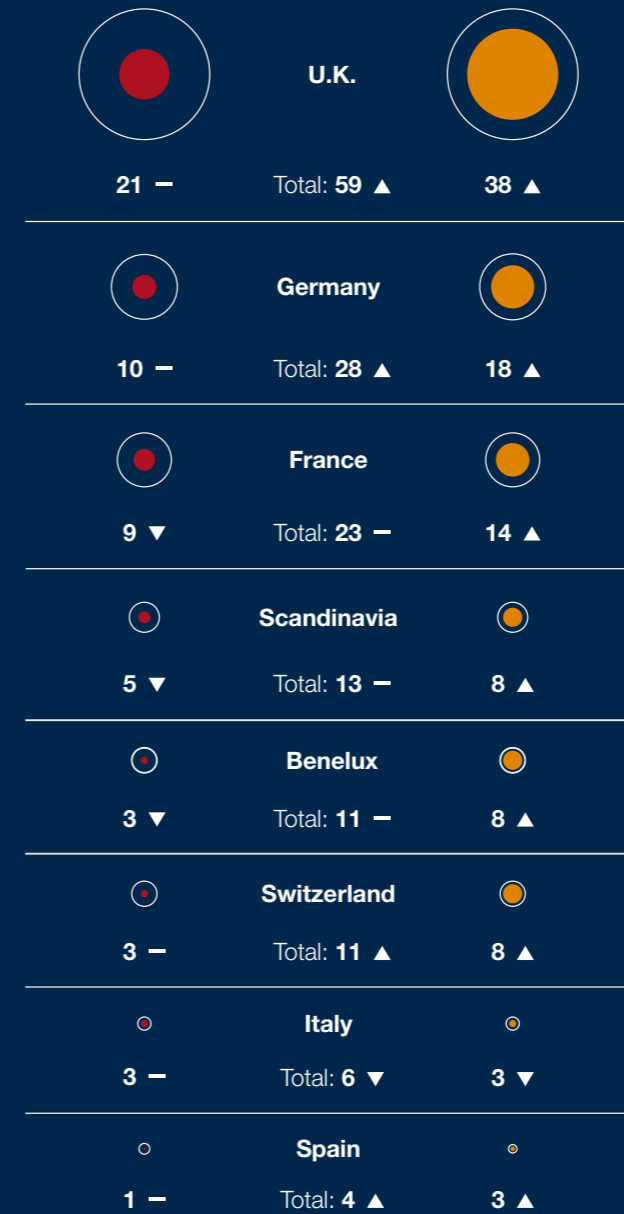 U.K.
21 – Total: 59 ▲ 38 ▲
Germany
10 – Total: 28 ▲ 18 ▲
France
9 ▼ Total: 23 – 14 ▲
Scandinavia
5 ▼ Total: 13 – 8 ▲
Benelux
3 ▼ Total: 11 – 8 ▲
Switzerland
3 – Total: 11 ▲ 8 ▲
Italy
3 – Total: 6 ▼ 3 ▼
Spain
1 – Total: 4 ▲ 3 ▲